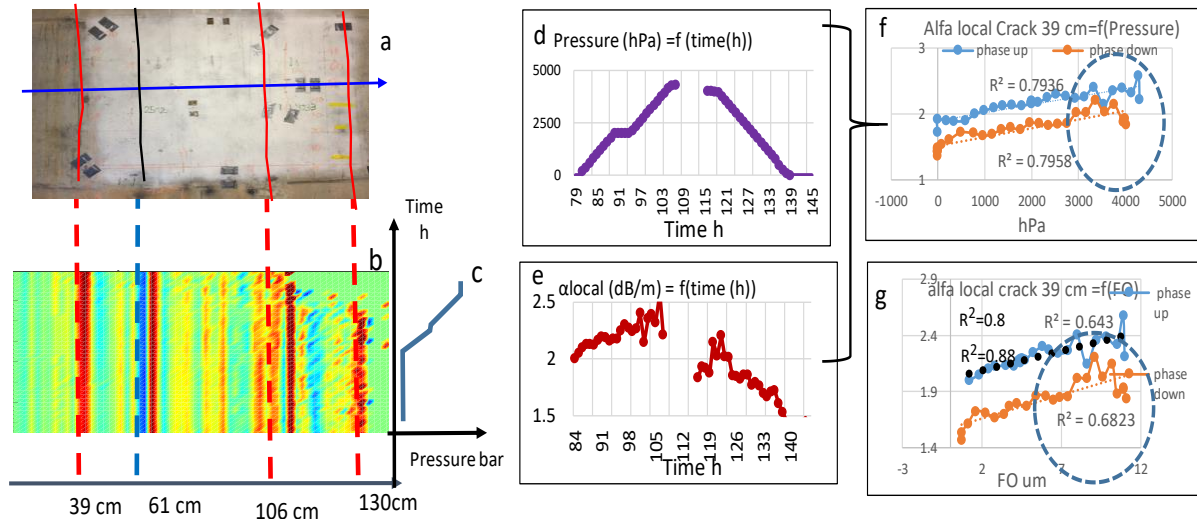 a
Time
h
b
c
Pressure bar
39 cm
61 cm
106 cm
130cm
d
Pressure (hPa) =f (time(h))
5000
2500
0
79
85
91
97
103
109
115
121
127
133
139
145
Time h
e
αlocal (dB/m) = f(time (h))
2.5
2
1.5
84
91
98
105
112
119
126
133
140
Time h
f
Alfa local Crack 39 cm=f(Pressure)
phase up
phase down
3
2
1
R² = 0.7936
R² = 0.7958
-1000
0
1000
2000
3000
4000
5000
hPa
g
alfa local crack 39 cm =f(FO)
phase
up
phase
down
2.9
2.4
1.9
1.4
R²=0.8
R² = 0.643
R²=0.88
R² = 0.6823
-3
2
7
12
FO um